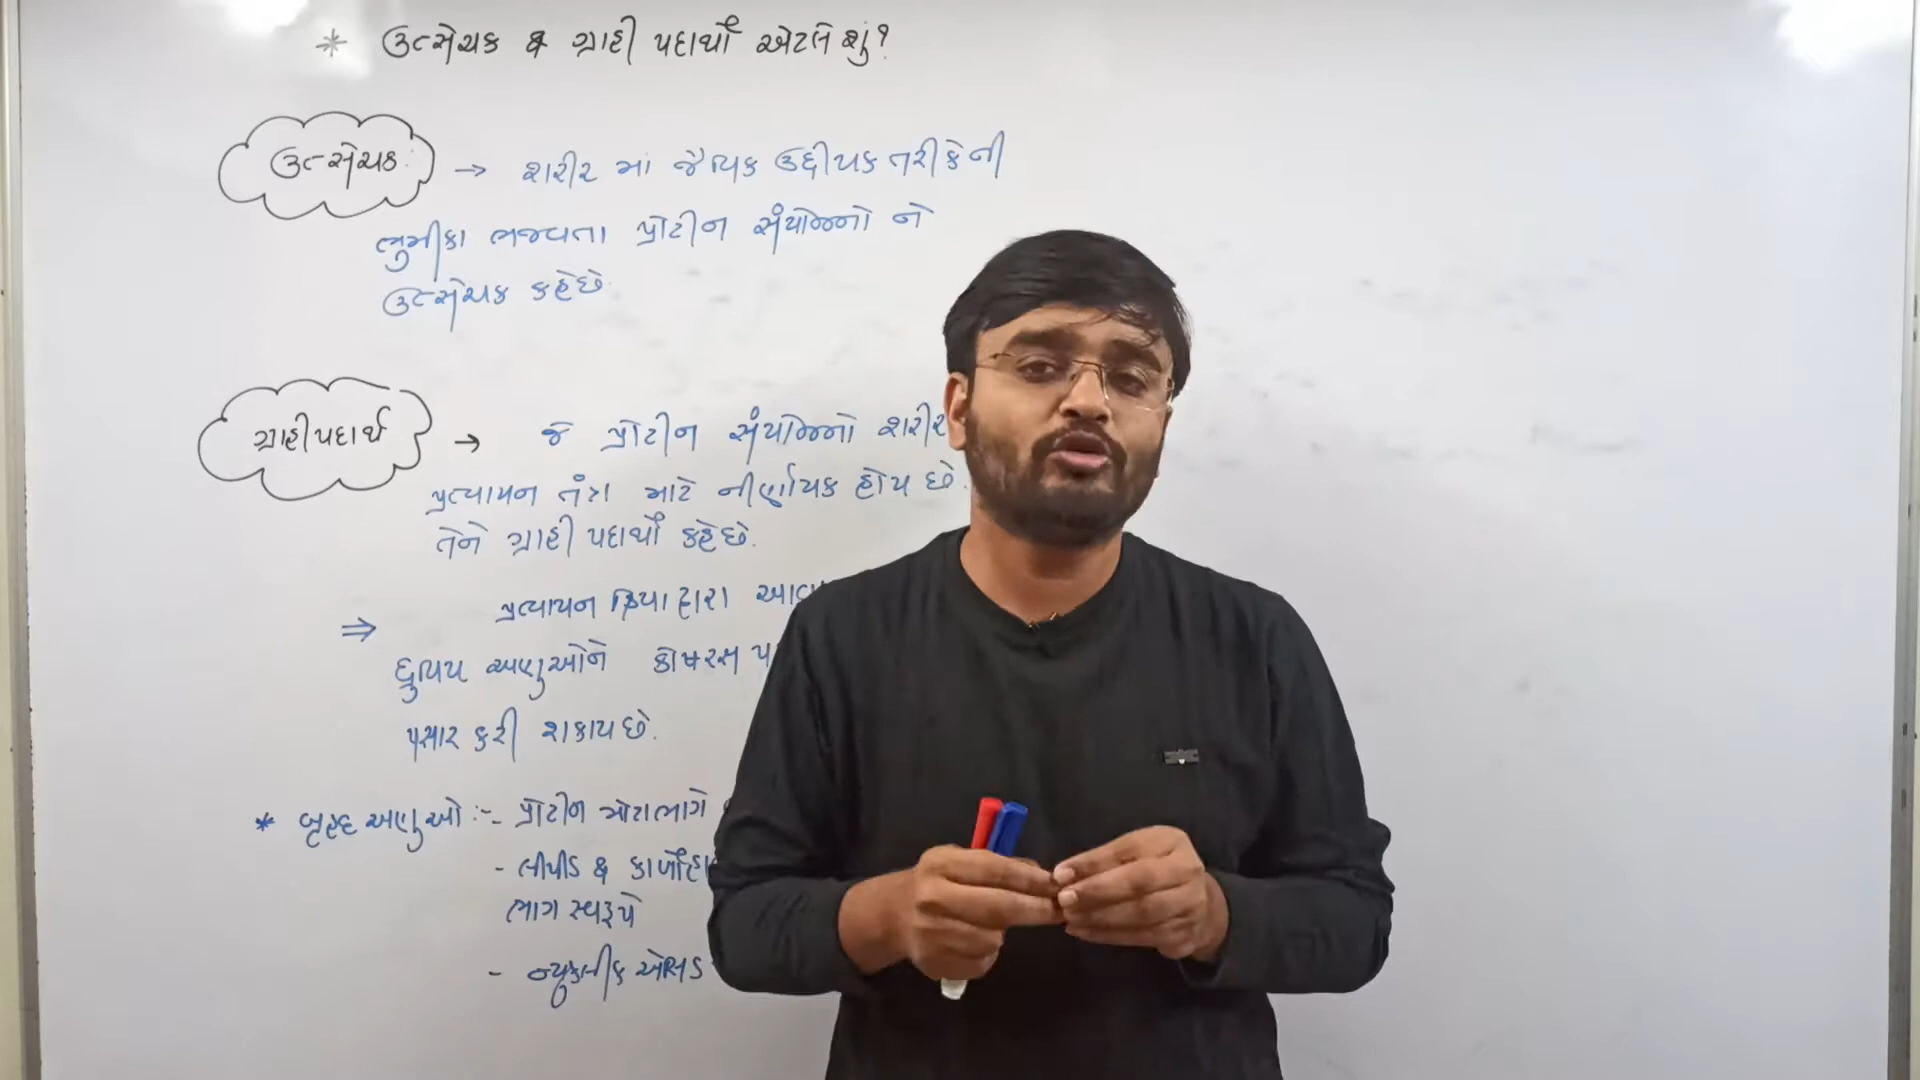 * ઉત્સેચક & ગ્રાહી પદાર્થો એટલે શું?
ઉત્સેચક → શરીર માં જૈવિક ઉદ્દીપક તરીકેની
ભુમીકા ભજવતા પ્રોટીન સંયોજનો ને
ઉત્સેચક કહેછે.
ગ્રાહીપદાર્થ → જે પ્રોટીન સંયોજનો શરીર
પ્રત્યાયન તંત્ર માટે નીર્ણાયક હોય છે.
તેને ગ્રાહી પદાર્થો કહેછે.
⇒ પ્રત્યાયન ક્રિયા દ્વારા
ધ્રુવિય અણુઓને કોષરસ
પસાર કરી શકાય છે.
* બૃહદ અણુઓ :- - પ્રોટીન મોટાભાગે
- લીપીડ &
ભાગ સ્વરૂપે
- ન્યુક્લીક એસિડ